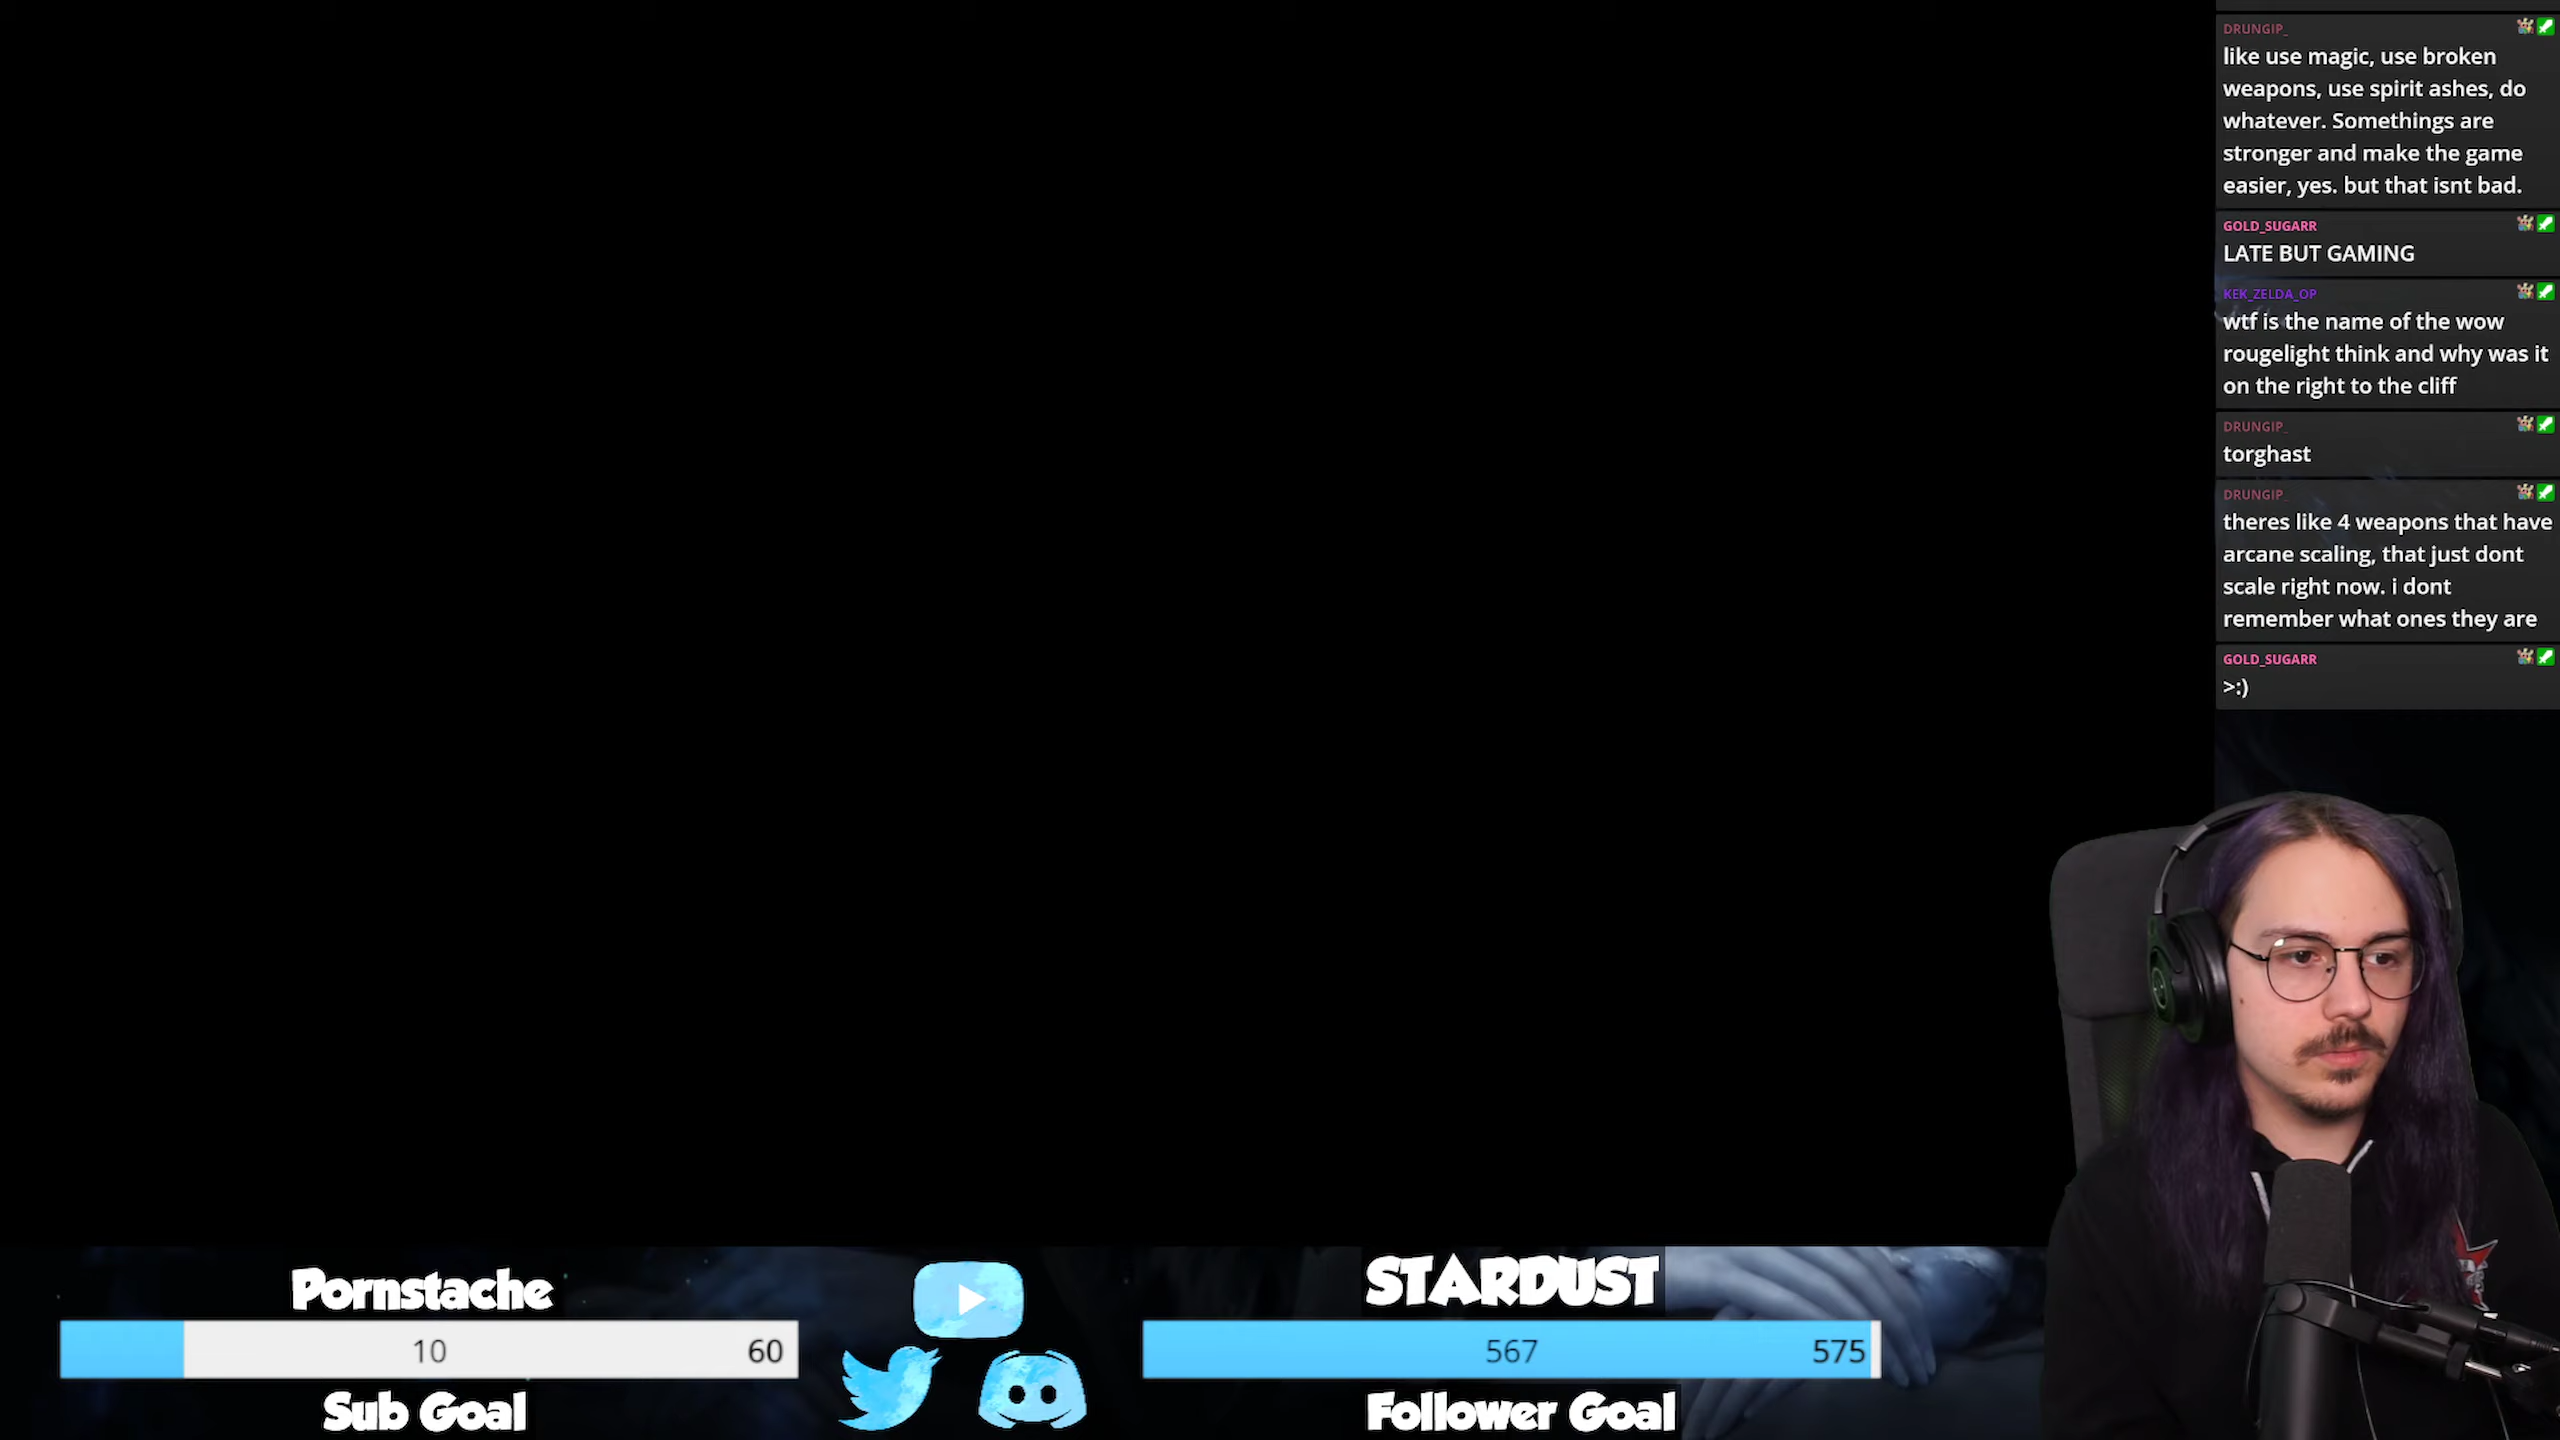 DRUNGIP_
like use magic, use broken
weapons, use spirit ashes, do
whatever. Somethings are
stronger and make the game
easier, yes. but that isnt bad.
GOLD_SUGARR
LATE BUT GAMING
KEK_ZELDA_OP
wtf is the name of the wow
rougelight think and why was it
on the right to the cliff
DRUNGIP_
torghast
DRUNGIP_
theres like 4 weapons that have
arcane scaling, that just dont
scale right now. i dont
remember what ones they are
GOLD_SUGARR
>:)
Pornstache
10
60
Sub Goal
STARDUST
567
575
Follower Goal